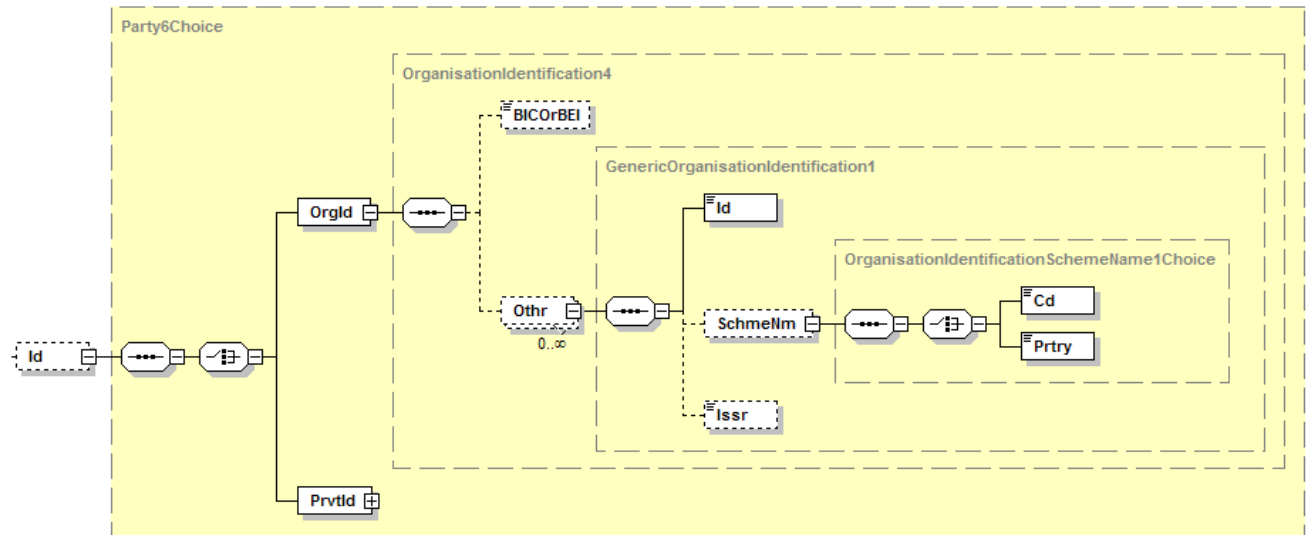 Party6Choice
OrganisationIdentification4
BICOrBEI
GenericOrganisationIdentification1
OrgId
Id
OrganisationIdentificationSchemeName1Choice
Cd
Othr
SchmeNm
0..∞
Prtry
Id
Issr
PrvtId